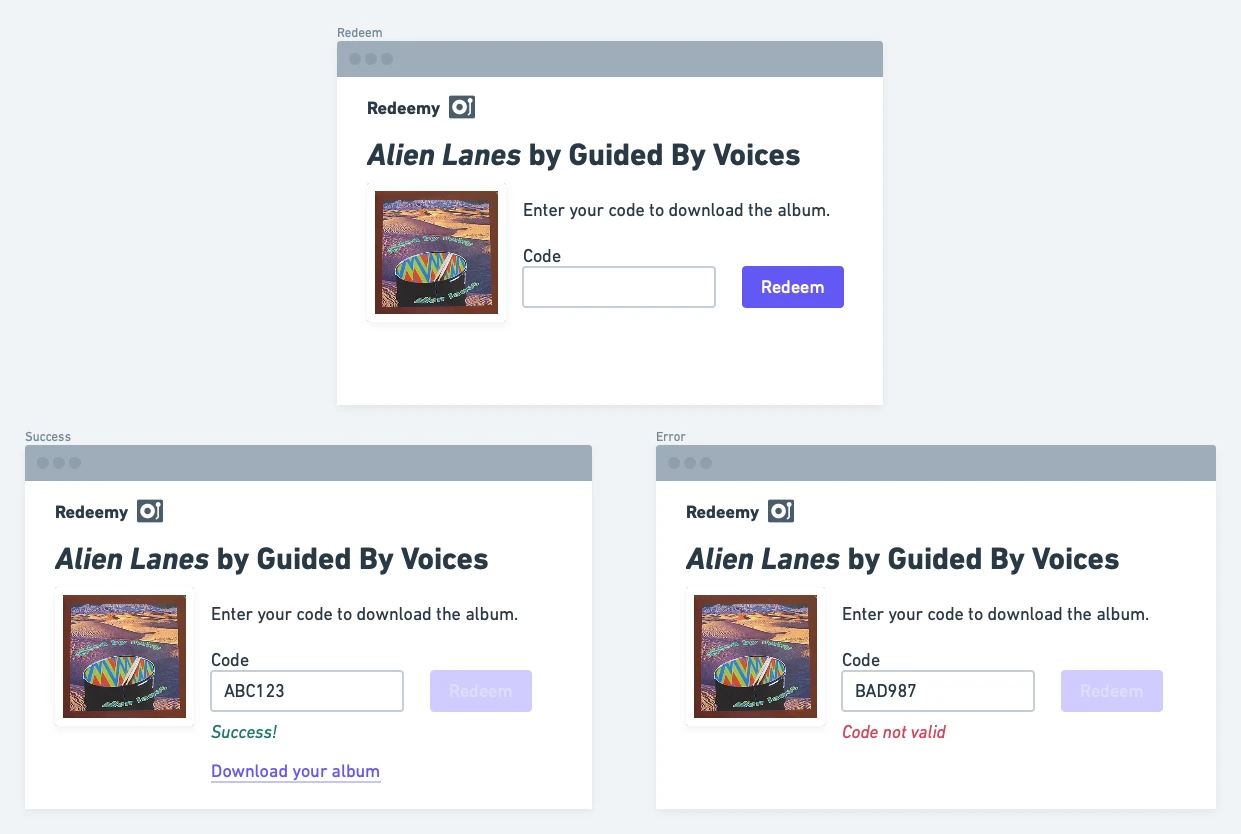 Redeem
Redeemy
Alien Lanes by Guided By Voices
Enter your code to download the album.
Code
Redeem
Success
Redeemy
Alien Lanes by Guided By Voices
Enter your code to download the album.
Code
ABC123
Redeem
Success!
Download your album
Error
Redeemy
Alien Lanes by Guided By Voices
Enter your code to download the album.
Code
BAD987
Redeem
Code not valid